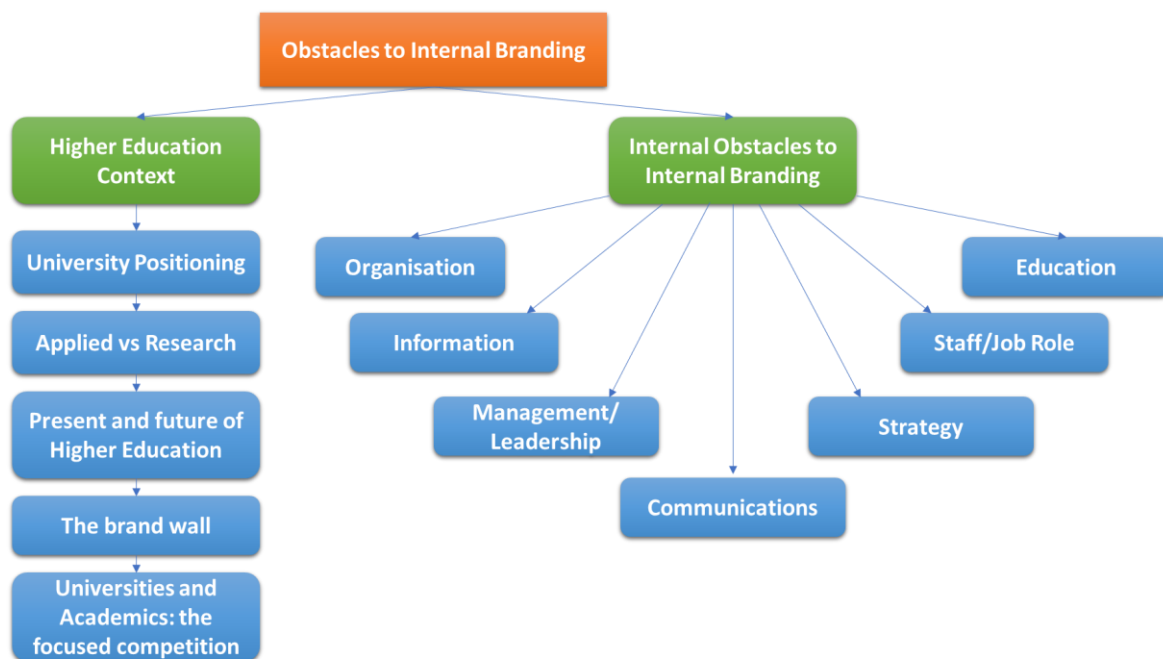 Obstacles to Internal Branding
Higher Education
Context
University Positioning
Applied vs Research
Present and future of
Higher Education
The brand wall
Universities and
Academics: the
focused competition
Internal Obstacles to
Internal Branding
Organisation
Information
Management/
Leadership
Communications
Strategy
Staff/Job Role
Education